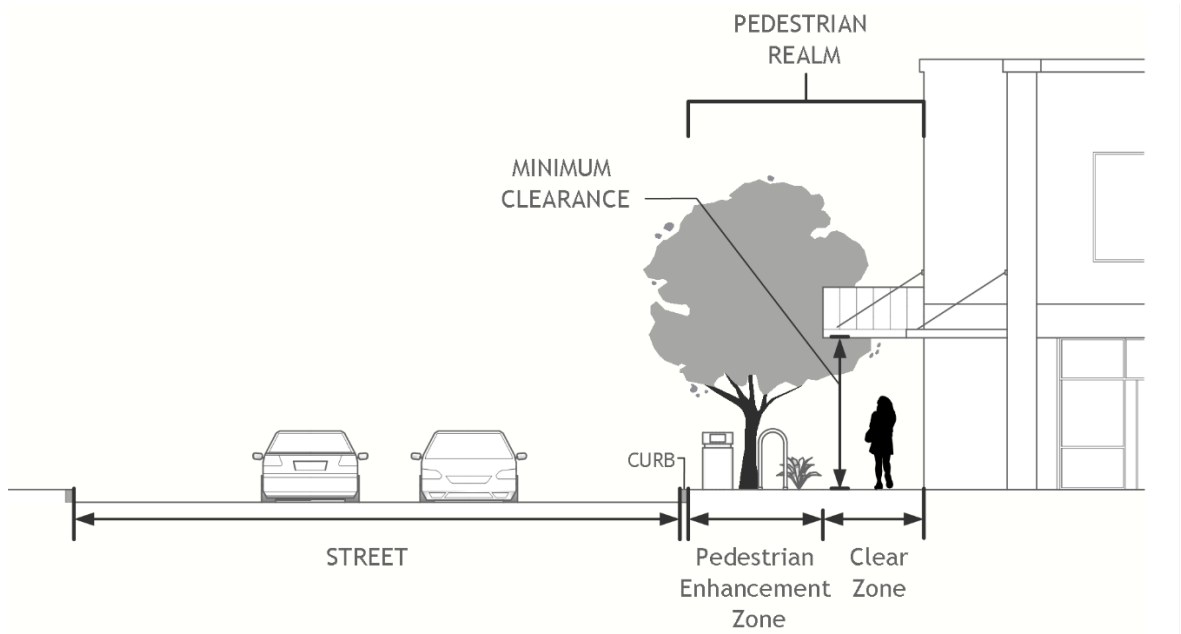 PEDESTRIAN
REALM
MINIMUM
CLEARANCE
CURB
STREET
Pedestrian
Enhancement
Zone
Clear
Zone